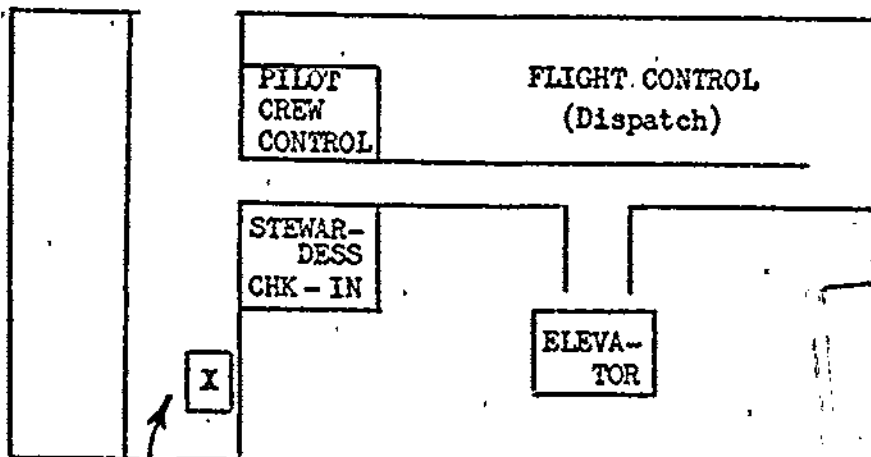 PILOT
CREW
CONTROL
FLIGHT CONTROL
(Dispatch)
STEWAR-
DESS
CHK-IN
ELEVA-
TOR
X